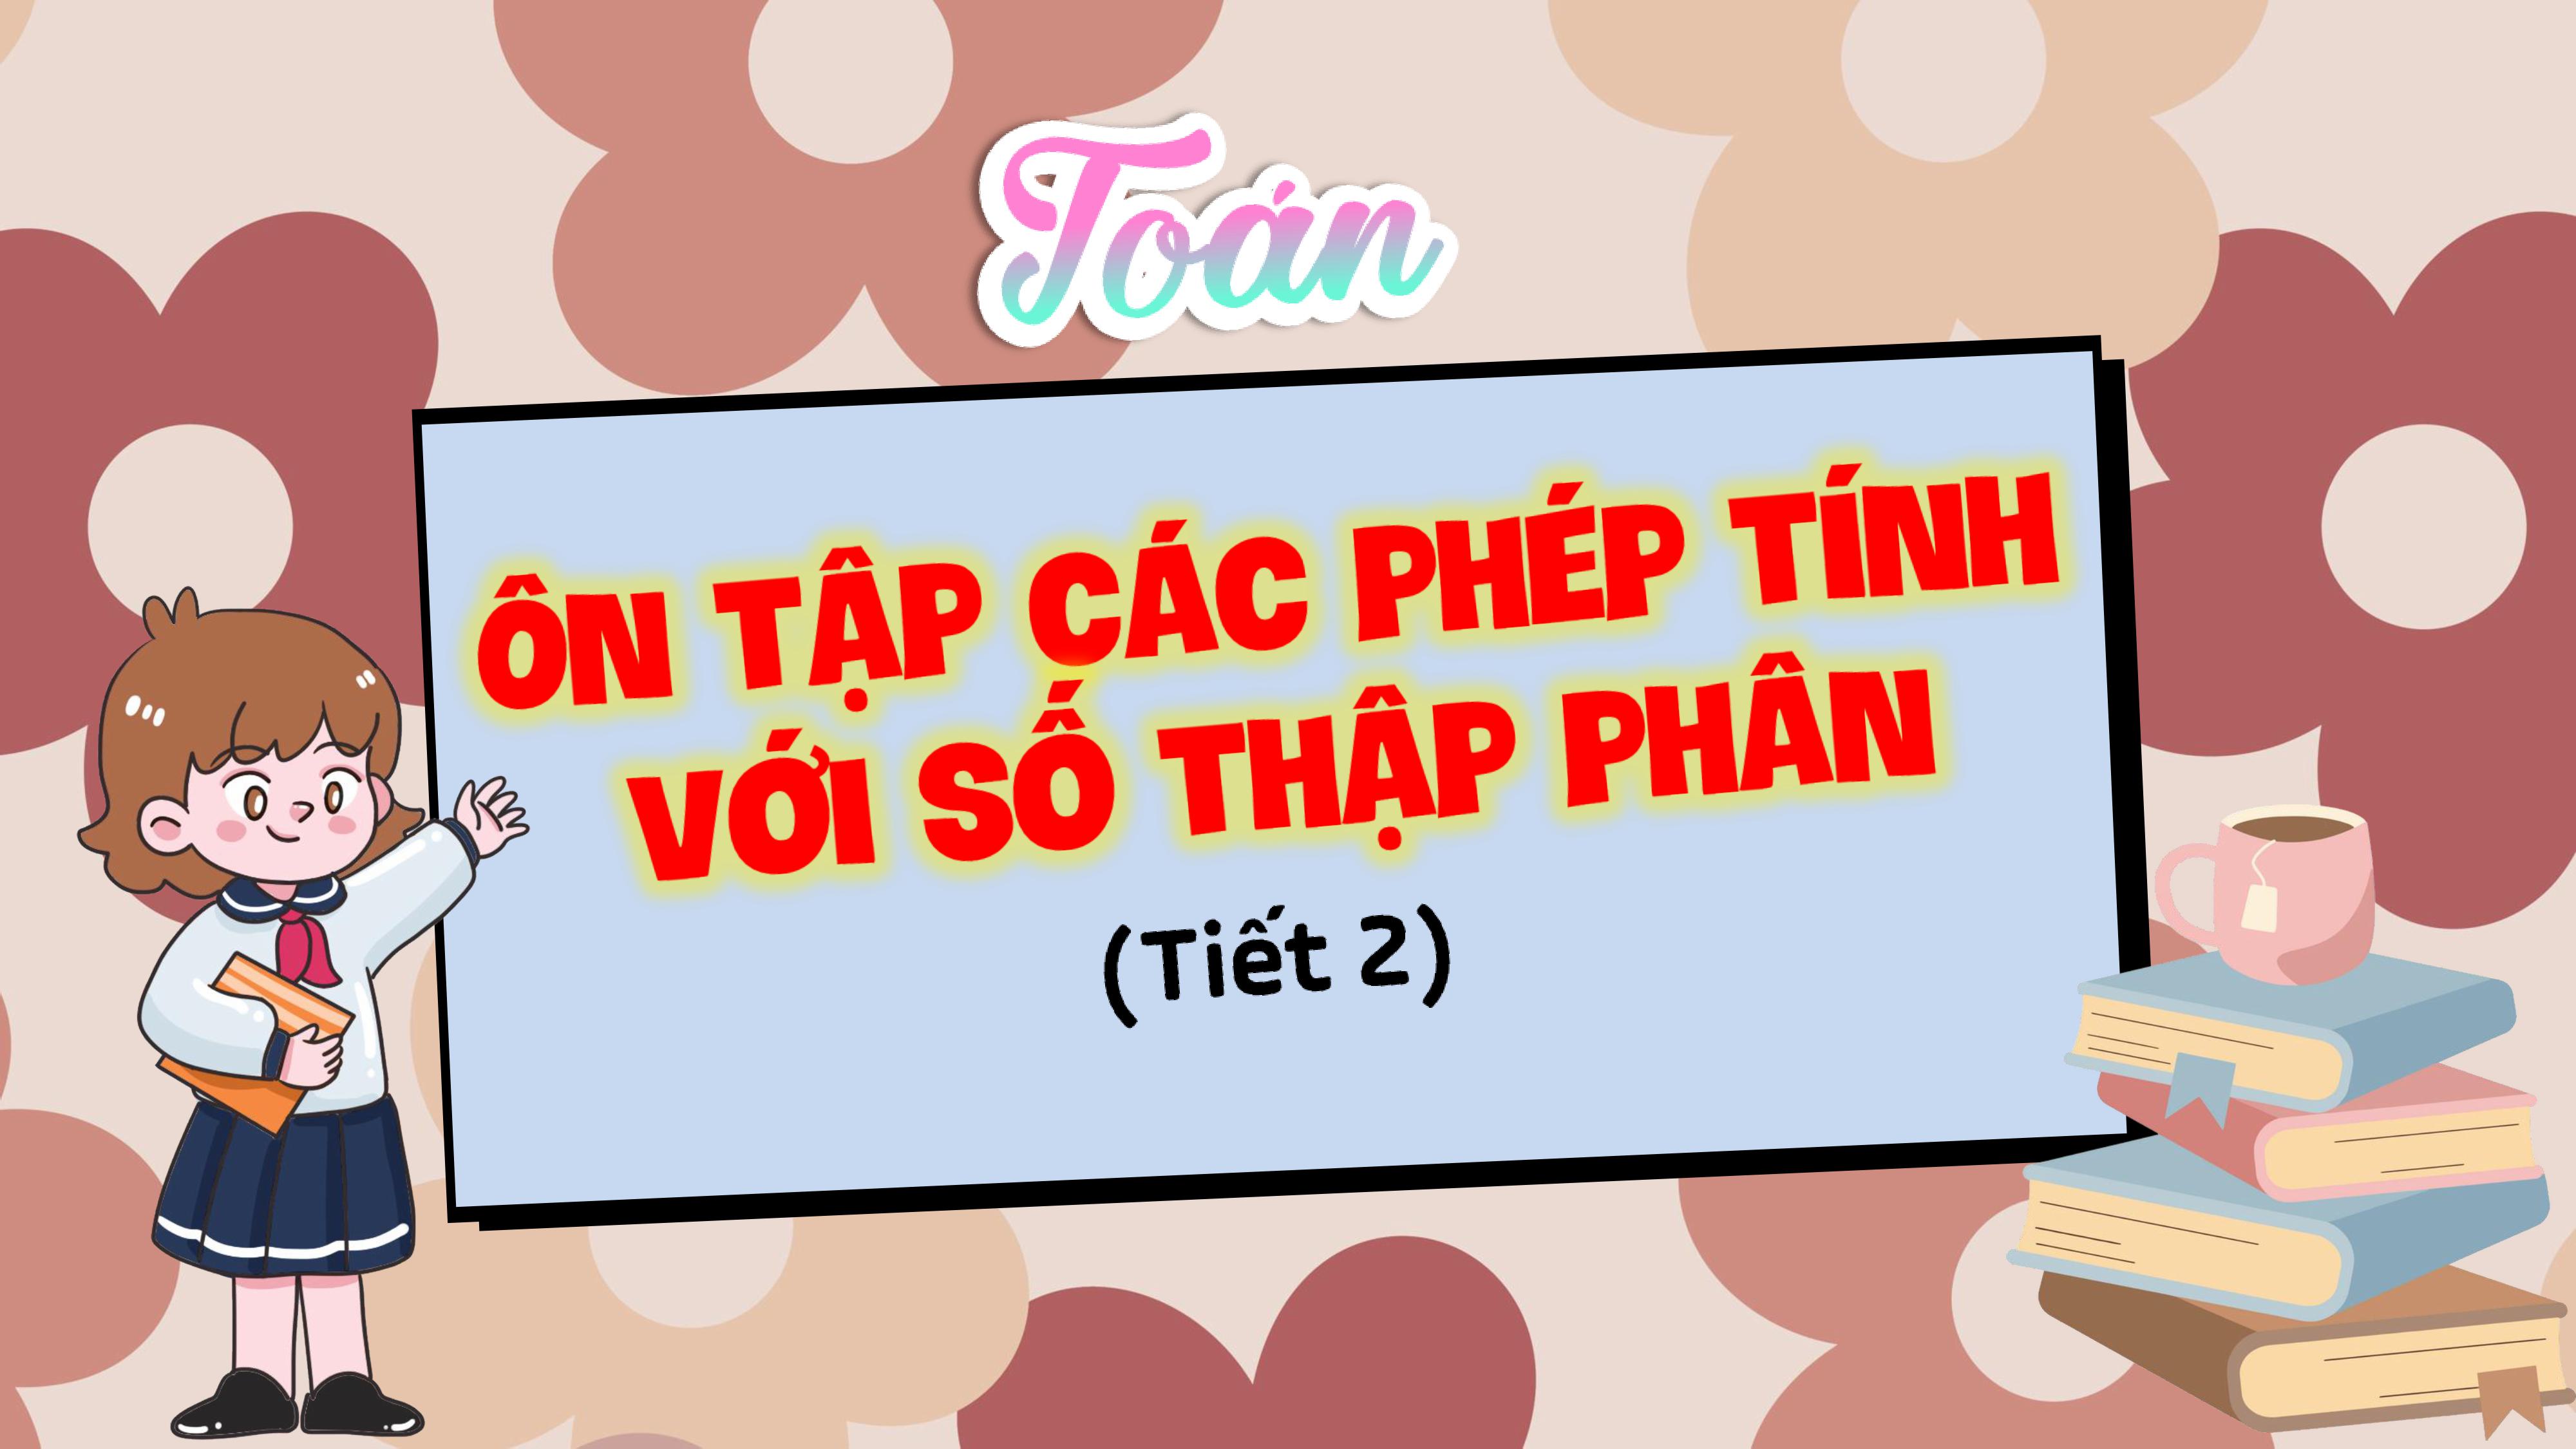 Toán
ÔN TẬP CÁC PHÉP TÍNH
VỚI SỐ THẬP PHÂN
(Tiết 2)